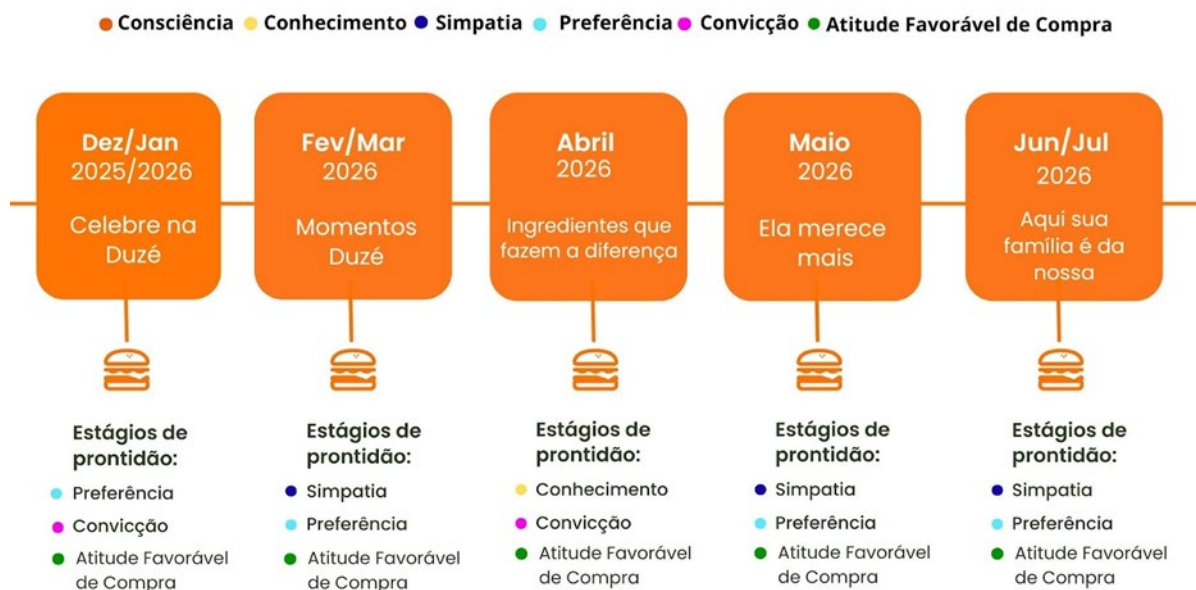 Consciência Conhecimento Simpatia Preferência Convicção Atitude Favorável de Compra
Dez/Jan
2025/2026
Celebre na
Duzé
Fev/Mar
2026
Momentos
Duzé
Abril
2026
Ingredientes que
fazem a diferença
Maio
2026
Ela merece
mais
Jun/Jul
2026
Aqui sua
família é da
nossa
Estágios de
prontidão:
Preferência
Convicção
Atitude Favorável
de Compra
Estágios de
prontidão:
Simpatia
Preferência
Atitude Favorável
de Compra
Estágios de
prontidão:
Conhecimento
Convicção
Atitude Favorável
de Compra
Estágios de
prontidão:
Simpatia
Preferência
Atitude Favorável
de Compra
Estágios de
prontidão:
Simpatia
Preferência
Atitude Favorável
de Compra